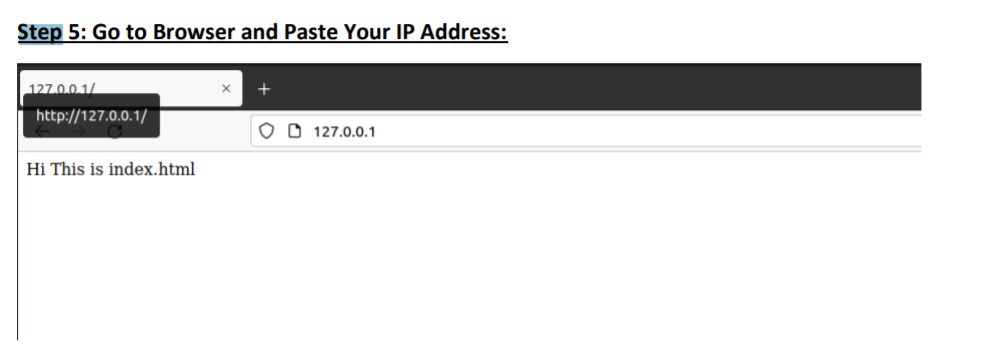 Step 5: Go to Browser and Paste Your IP Address:
127.0.0.1/
http://127.0.0.1/
127.0.0.1
Hi This is index.html